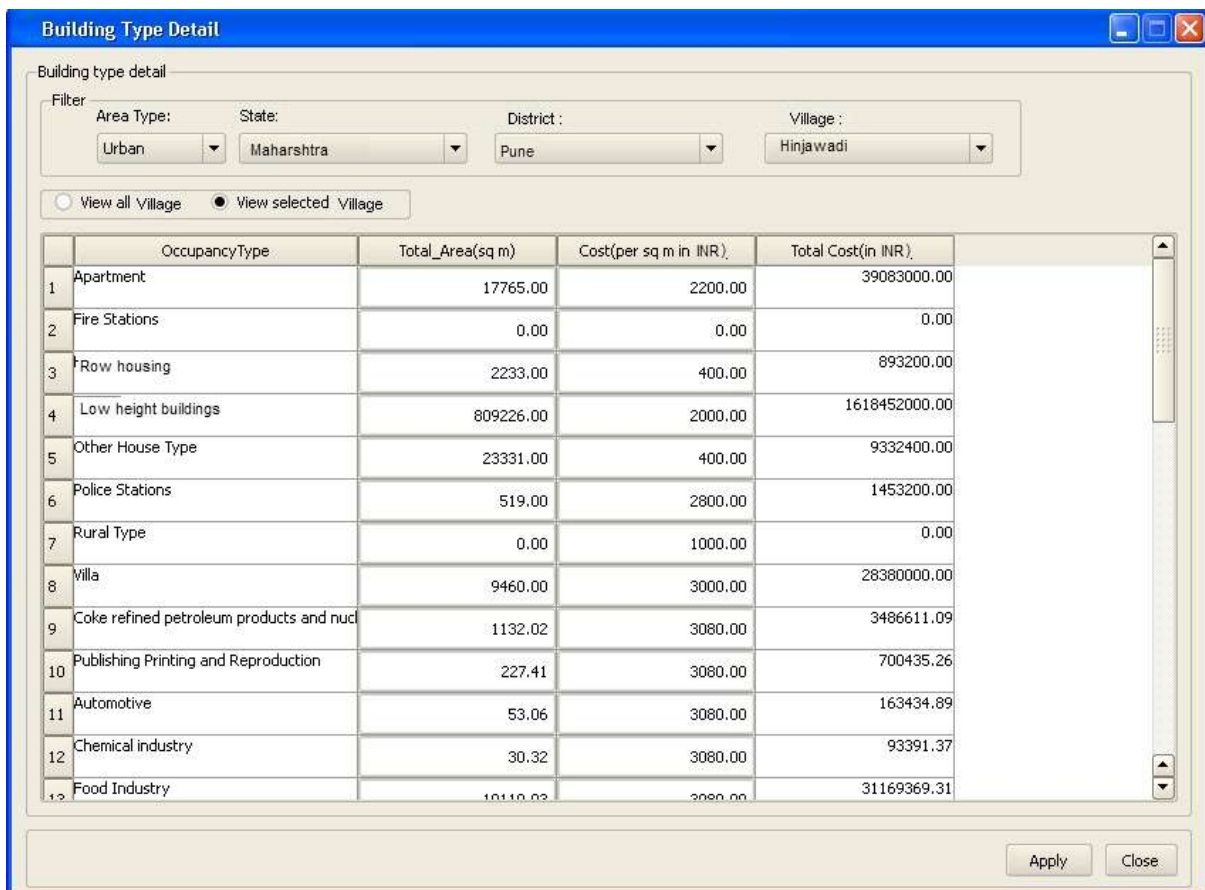 Building Type Detail
Building type detail
Filter
Area Type: State: District : Village :
Urban Maharshtra Pune Hinjawadi
View all Village View selected Village
OccupancyType Total_Area(sq m) Cost(per sq m in INR) Total Cost(in INR)
1 Apartment 17765.00 2200.00 39083000.00
2 Fire Stations 0.00 0.00 0.00
3 Row housing 2233.00 400.00 893200.00
4 Low height buildings 809226.00 2000.00 1618452000.00
5 Other House Type 23331.00 400.00 9332400.00
6 Police Stations 519.00 2800.00 1453200.00
7 Rural Type 0.00 1000.00 0.00
8 Villa 9460.00 3000.00 28380000.00
9 Coke refined petroleum products and nucl 1132.02 3080.00 3486611.09
10 Publishing Printing and Reproduction 227.41 3080.00 700435.26
11 Automotive 53.06 3080.00 163434.89
12 Chemical industry 30.32 3080.00 93391.37
Food Industry 31169369.31
Apply Close